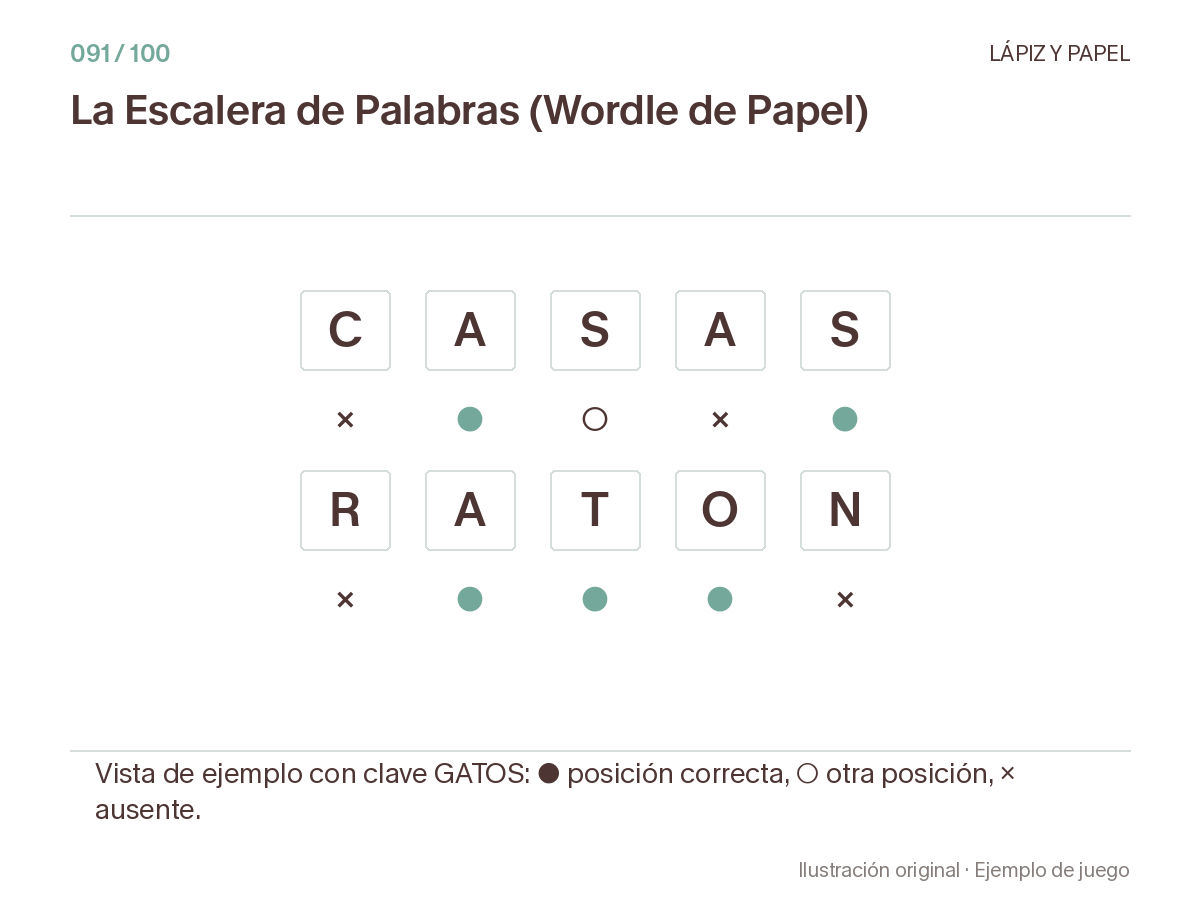 091 / 100
LÁPIZ Y PAPEL
La Escalera de Palabras (Wordle de Papel)
C A S A S
× ● ○ × ●
R A T O N
× ● ● ● ×
Vista de ejemplo con clave GATOS: ● posición correcta, ○ otra posición, ×
ausente.
Ilustración original · Ejemplo de juego